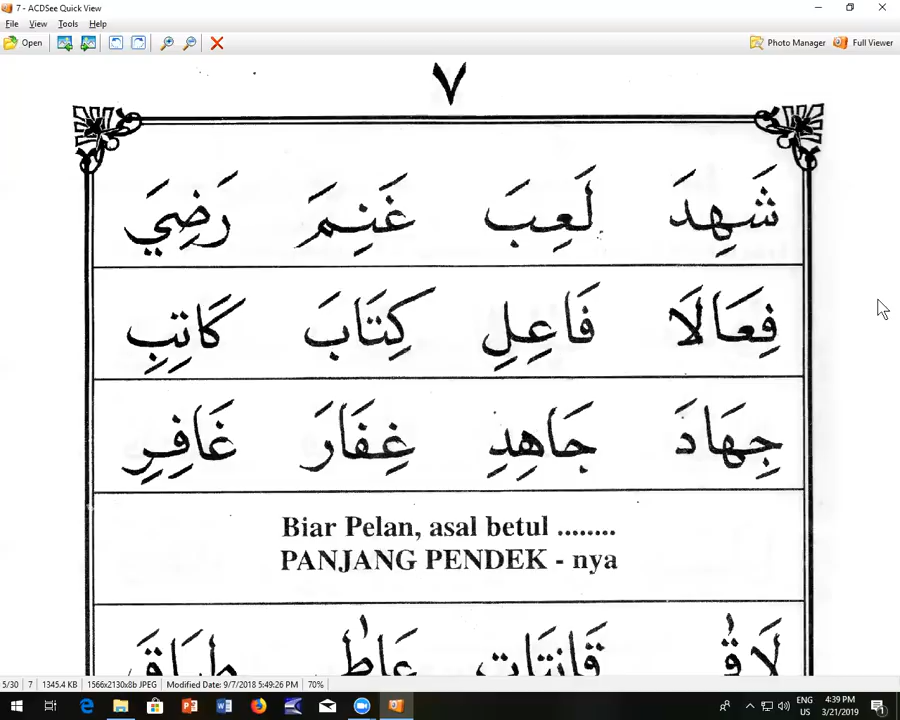 7 - ACDSee Quick View
File View Tools Help
Open Photo Manager Full Viewer
٧
شَهِدَ لَعِبَ غَنِمَ رَضِيَ
فِعَالَا فَاعِلِ كِتَابَ كَاتِبِ
جِهَادَ جَاهِدِ غِفَارَ غَافِرِ
Biar Pelan, asal betul ........
PANJANG PENDEK - nya
قَانِتَاتِ
5/30 7 1345.4 KB 1566x2130x8b JPEG Modified Date: 9/7/2018 5:49:26 PM 70%
ENG 4:39 PM
US 3/21/2019